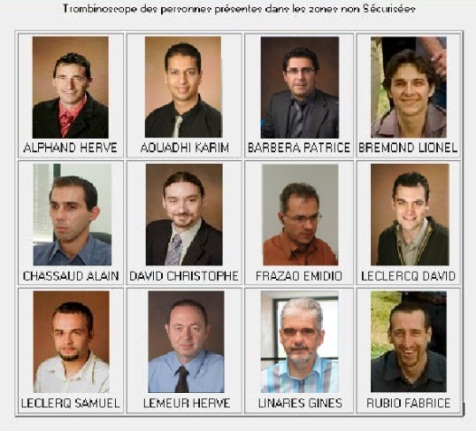 Trombinoscope des personnes présentes dans les zones non Sécurisées
ALPHAND HERVE AOUADHI KARIM BARBERA PATRICE BREMOND LIONEL
CHASSAUD ALAIN DAVID CHRISTOPHE FRAZAO EMIDIO LECLERCQ DAVID
LECLERQ SAMUEL LEMEUR HERVE LINARES GINES RUBIO FABRICE